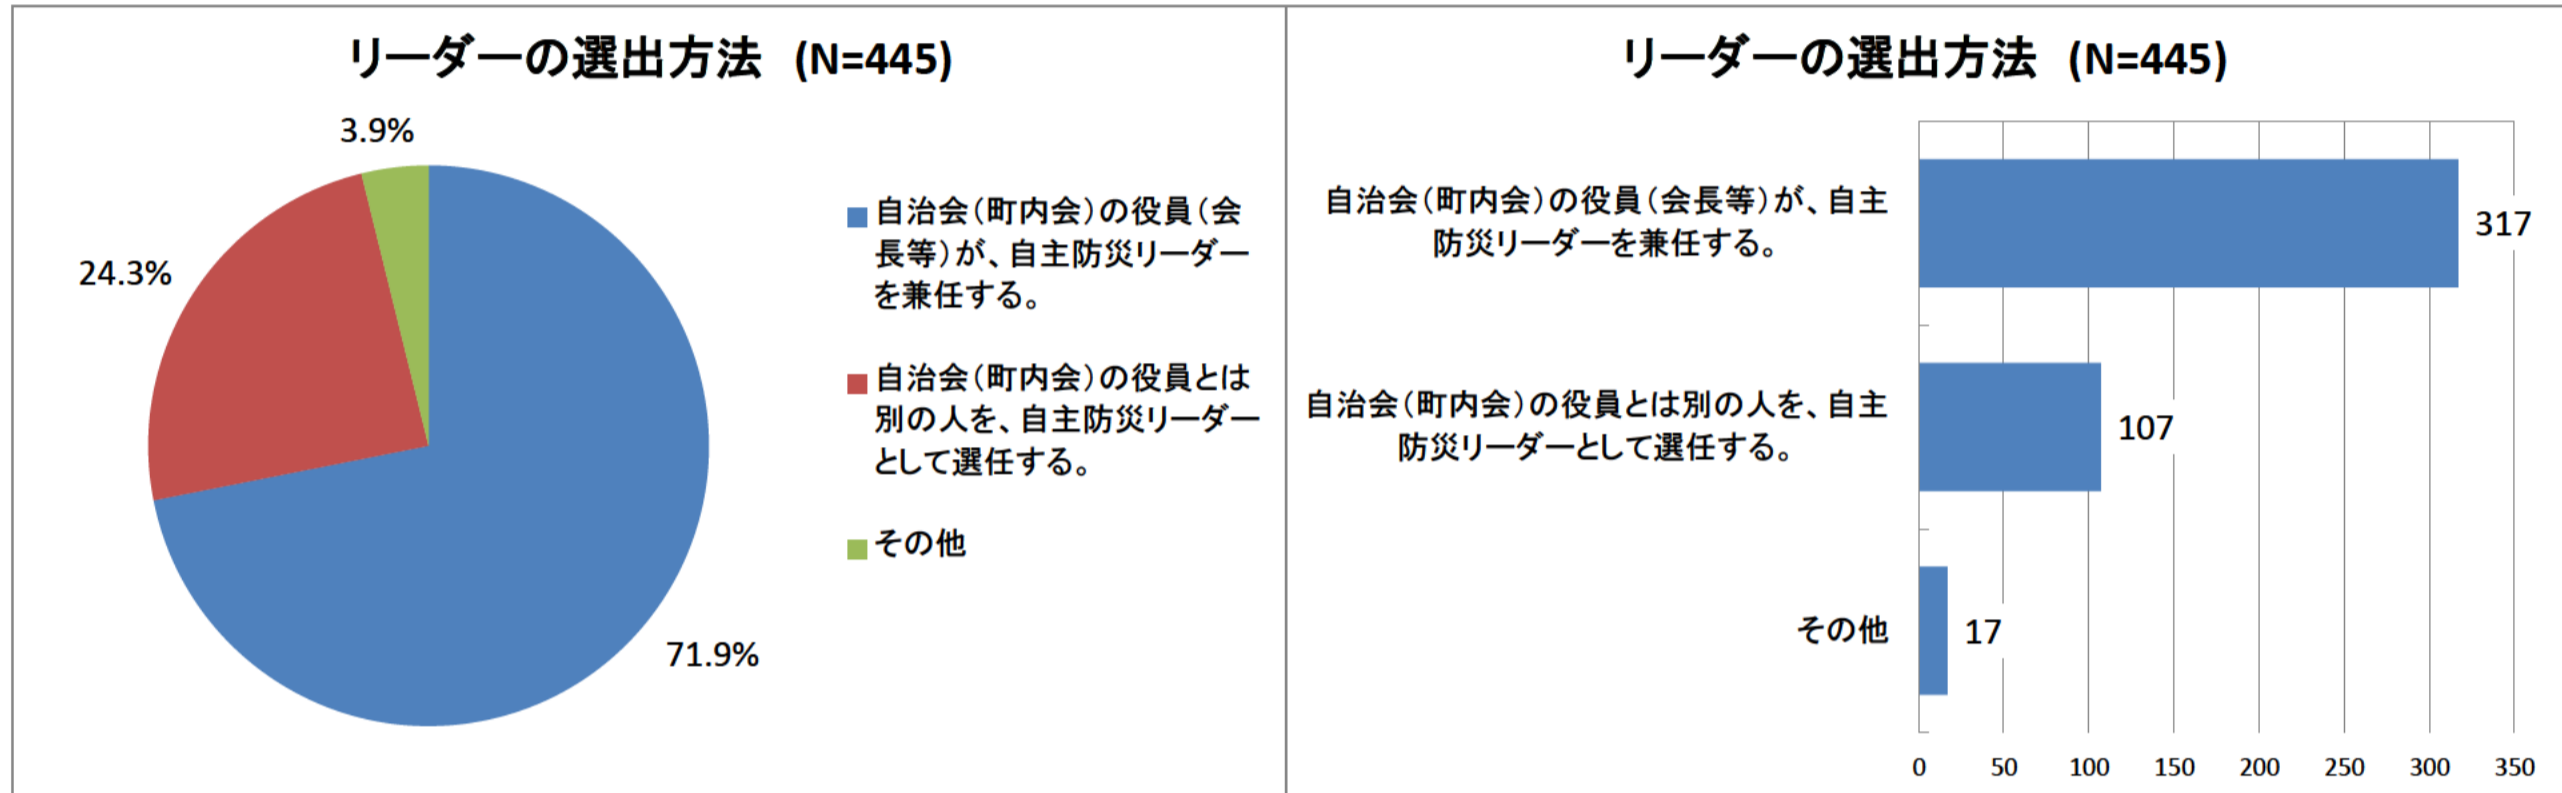 リーダーの選出方法 (N=445)
3.9%
24.3%
71.9%
自治会(町内会)の役員(会
長等)が、自主防災リーダー
を兼任する。
自治会(町内会)の役員とは
別の人を、自主防災リーダー
として選任する。
その他
リーダーの選出方法 (N=445)
自治会(町内会)の役員(会長等)が、自主
防災リーダーを兼任する。
317
自治会(町内会)の役員とは別の人を、自主
防災リーダーとして選任する。
107
その他
17
0 50 100 150 200 250 300 350